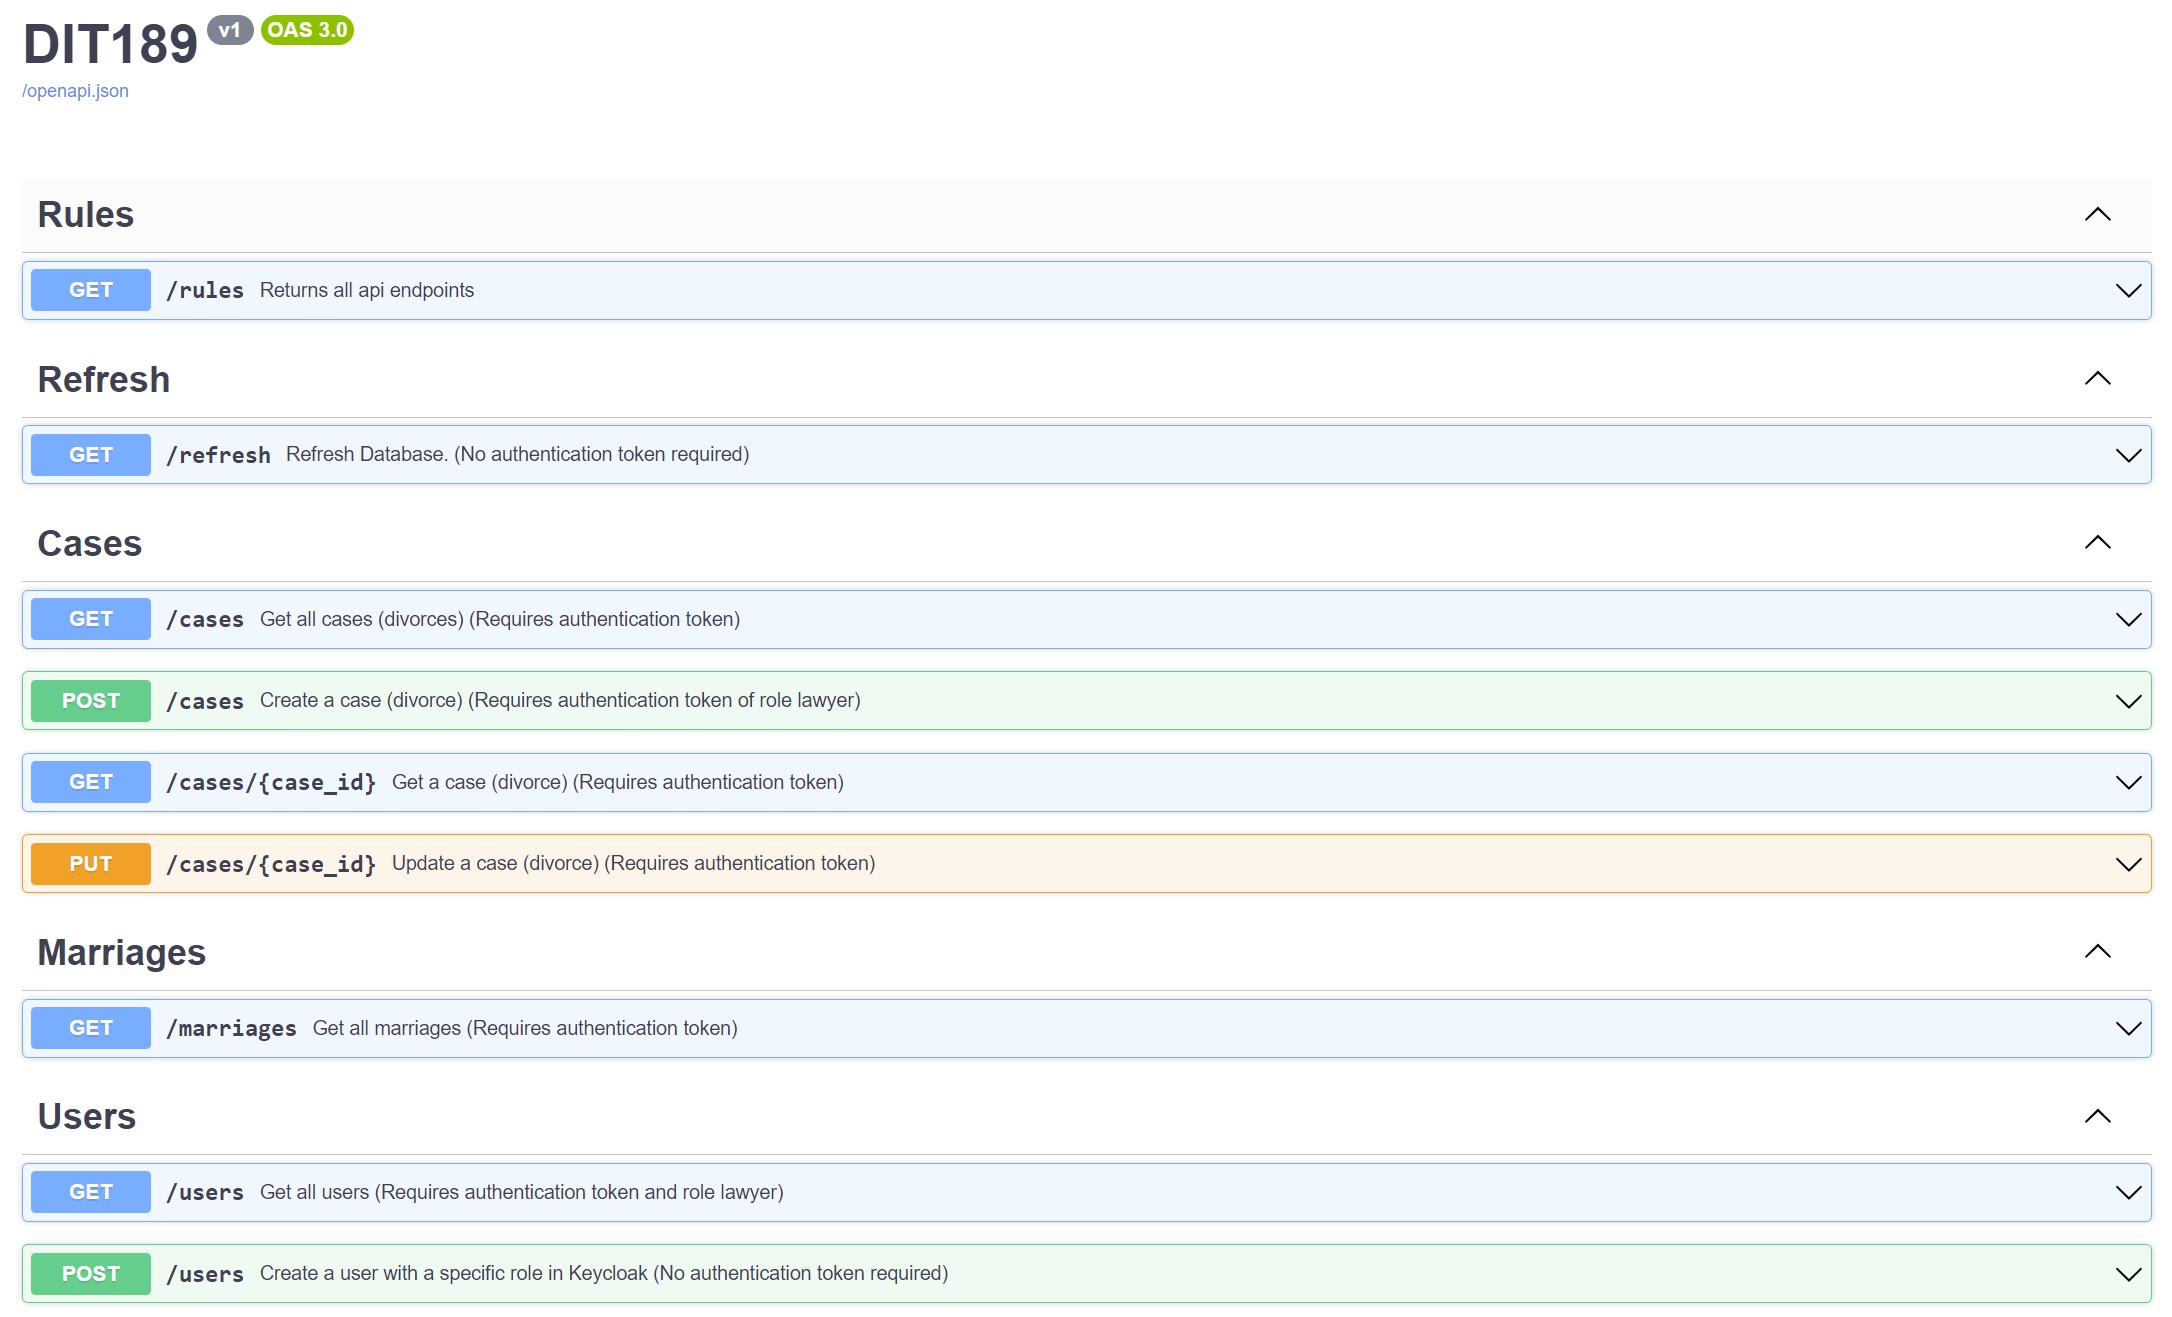 DIT189 v1 OAS 3.0
/openapi.json
Rules
GET /rules Returns all api endpoints
Refresh
GET /refresh Refresh Database. (No authentication token required)
Cases
GET /cases Get all cases (divorces) (Requires authentication token)
POST /cases Create a case (divorce) (Requires authentication token of role lawyer)
GET /cases/{case_id} Get a case (divorce) (Requires authentication token)
PUT /cases/{case_id} Update a case (divorce) (Requires authentication token)
Marriages
GET /marriages Get all marriages (Requires authentication token)
Users
GET /users Get all users (Requires authentication token and role lawyer)
POST /users Create a user with a specific role in Keycloak (No authentication token required)